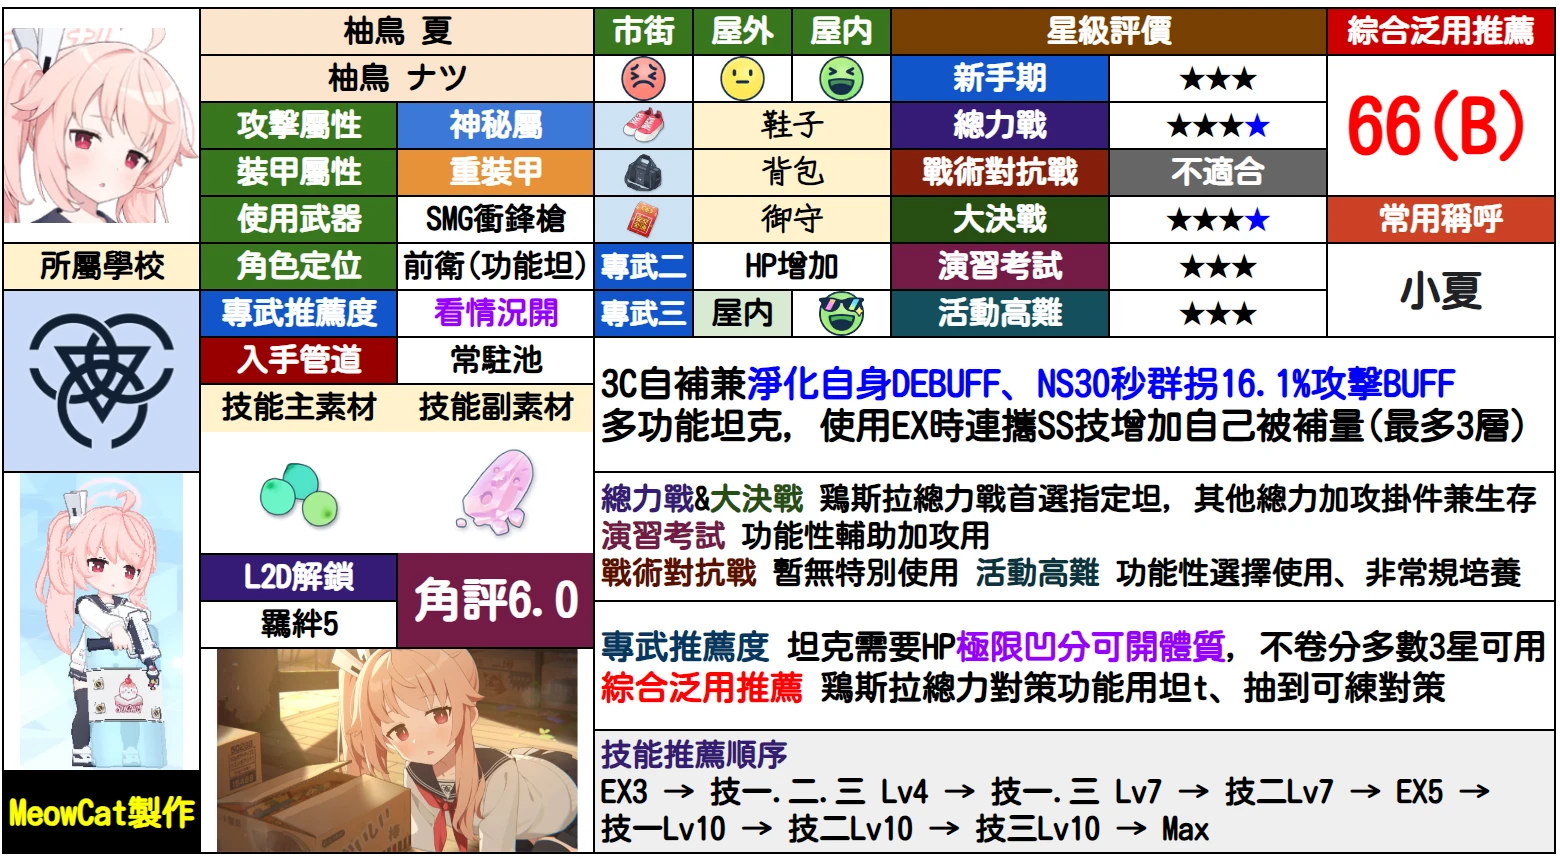 柚鳥 夏
柚鳥 ナツ
市街 屋外 屋內
星級評價
綜合泛用推薦
新手期 ★★★
66(B)
攻擊屬性 神秘屬
鞋子
總力戰 ★★★★
裝甲屬性 重裝甲
背包
戰術對抗戰 不適合
使用武器 SMG衝鋒槍
御守
大決戰 ★★★★
常用稱呼
所屬學校
角色定位 前衛(功能坦)
專武二 HP增加
演習考試 ★★★
小夏
專武推薦度 看情況開
專武三 屋內
活動高難 ★★★
入手管道 常駐池
技能主素材 技能副素材
3C自補兼淨化自身DEBUFF、NS30秒群拐16.1%攻擊BUFF
多功能坦克, 使用EX時連攜SS技增加自己被補量(最多3層)
總力戰&大決戰 鶏斯拉總力戰首選指定坦, 其他總力加攻掛件兼生存
演習考試 功能性輔助加攻用
戰術對抗戰 暫無特別使用 活動高難 功能性選擇使用、非常規培養
L2D解鎖
羈絆5
角評6.0
專武推薦度 坦克需要HP極限凹分可開體質, 不卷分多數3星可用
綜合泛用推薦 鶏斯拉總力對策功能用坦t、抽到可練對策
技能推薦順序
EX3 → 技一.二.三 Lv4 → 技一.三 Lv7 → 技二Lv7 → EX5 →
技一Lv10 → 技二Lv10 → 技三Lv10 → Max
MeowCat製作